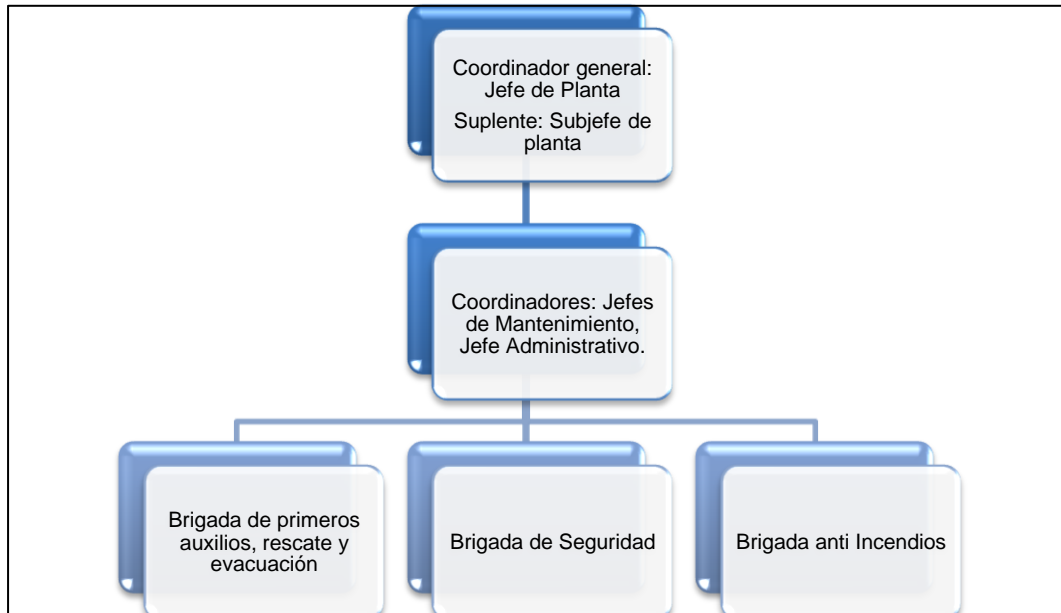 Coordinador general:
Jefe de Planta
Suplente: Subjefe de
planta
Coordinadores: Jefes
de Mantenimiento,
Jefe Administrativo.
Brigada de primeros
auxilios, rescate y
evacuación
Brigada de Seguridad
Brigada anti Incendios